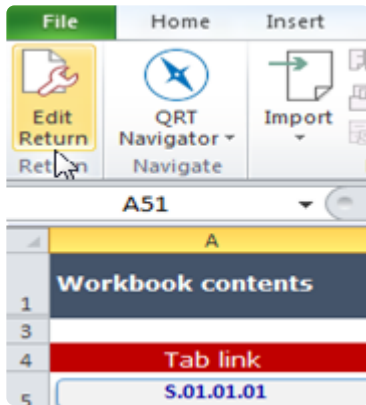 File Home Insert
Edit Return QRT Navigator Import
Return Navigate
A51
A
1 Workbook contents
3
4 Tab link
5 S.01.01.01